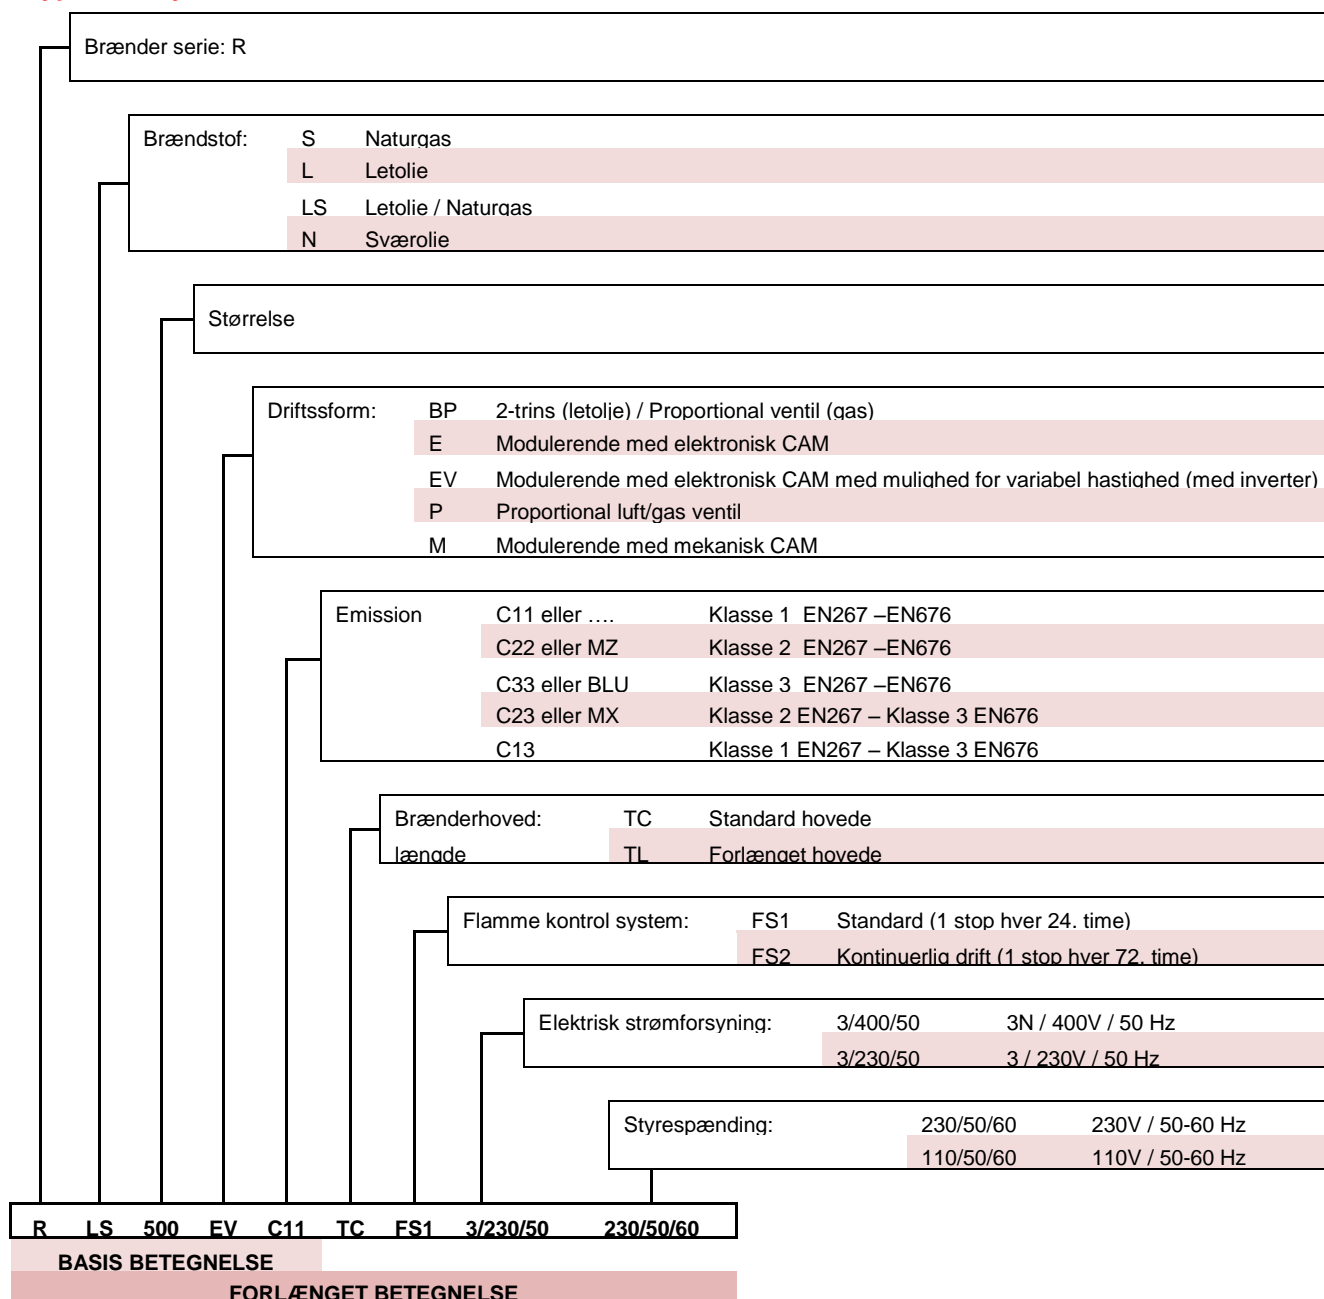 Brænder serie: R
Brændstof: S Naturgas
L Letolie
LS Letolie / Naturgas
N Sværolie
Størrelse
Driftssform: BP 2-trins (letolje) / Proportional ventil (gas)
E Modulerende med elektronisk CAM
EV Modulerende med elektronisk CAM med mulighed for variabel hastighed (med inverter)
P Proportional luft/gas ventil
M Modulerende med mekanisk CAM
Emission C11 eller …. Klasse 1 EN267 –EN676
C22 eller MZ Klasse 2 EN267 –EN676
C33 eller BLU Klasse 3 EN267 –EN676
C23 eller MX Klasse 2 EN267 – Klasse 3 EN676
C13 Klasse 1 EN267 – Klasse 3 EN676
Brænderhoved: TC Standard hovede
længde TL Forlænget hovede
Flamme kontrol system: FS1 Standard (1 stop hver 24. time)
FS2 Kontinuerlig drift (1 stop hver 72. time)
Elektrisk strømforsyning: 3/400/50 3N / 400V / 50 Hz
3/230/50 3 / 230V / 50 Hz
Styrespænding: 230/50/60 230V / 50-60 Hz
110/50/60 110V / 50-60 Hz
R LS 500 EV C11 TC FS1 3/230/50 230/50/60
BASIS BETEGNELSE
FORLÆNGET BETEGNELSE